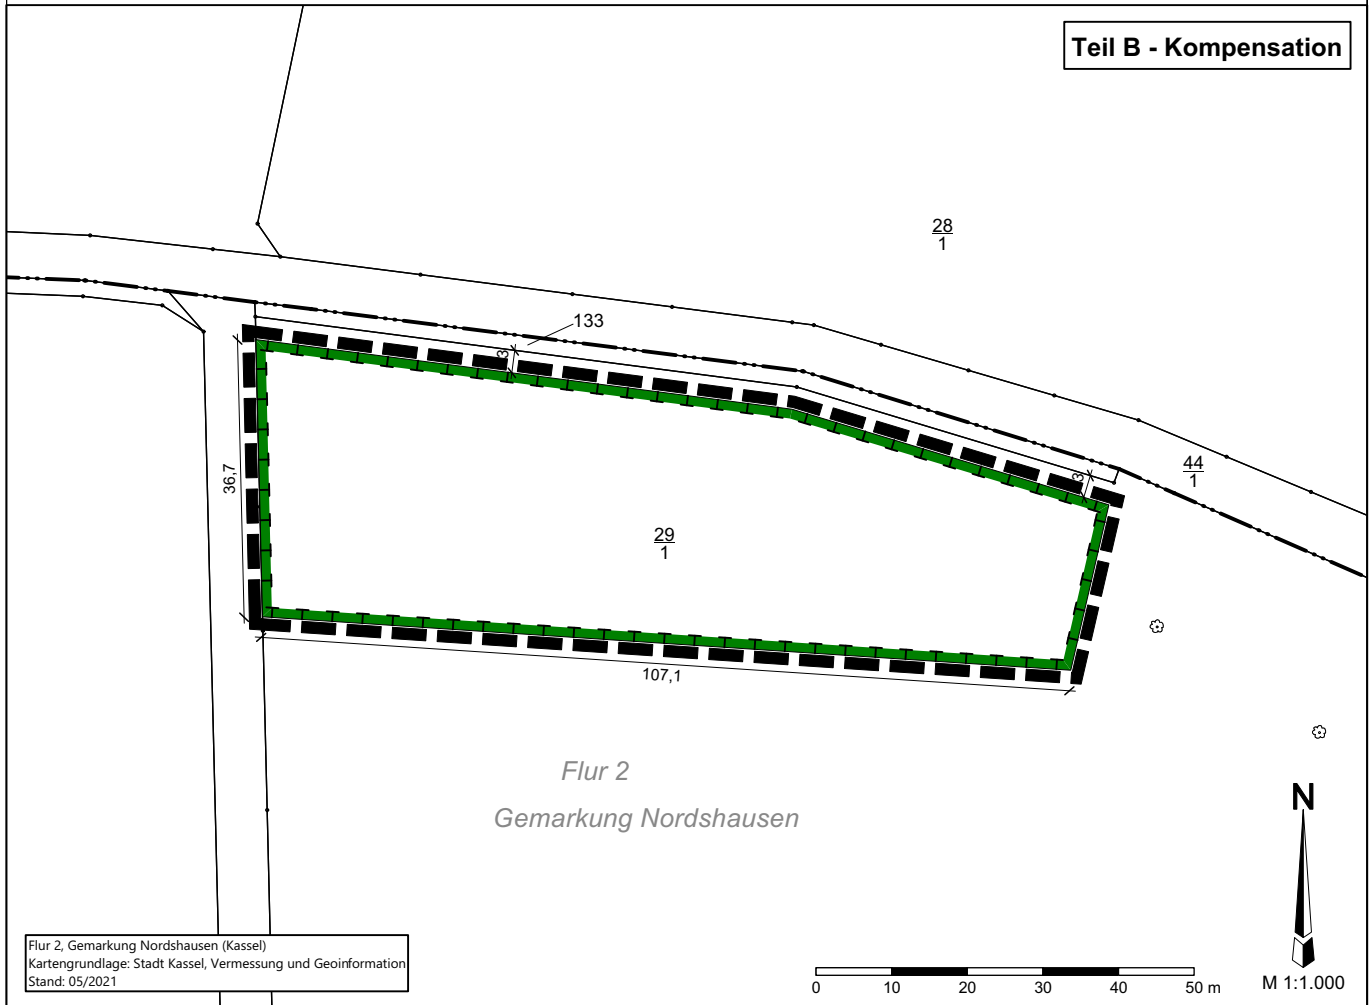 Teil B - Kompensation
28
1
133
3
44
1
3
36,7
29
1
107,1
Flur 2
Gemarkung Nordshausen
N
Flur 2, Gemarkung Nordshausen (Kassel)
Kartengrundlage: Stadt Kassel, Vermessung und Geoinformation
Stand: 05/2021
0 10 20 30 40 50 m
M 1:1.000